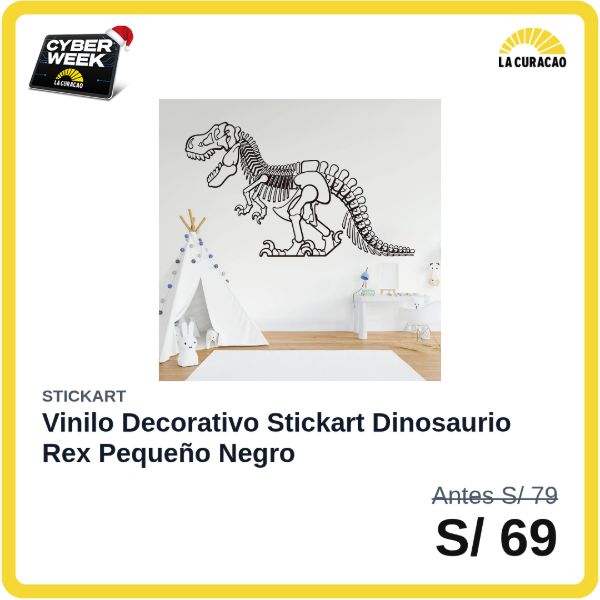 CYBER
WEEK
LA CURACAO
LA CURACAO
STICKART
Vinilo Decorativo Stickart Dinosaurio
Rex Pequeño Negro
Antes S/ 79
S/ 69